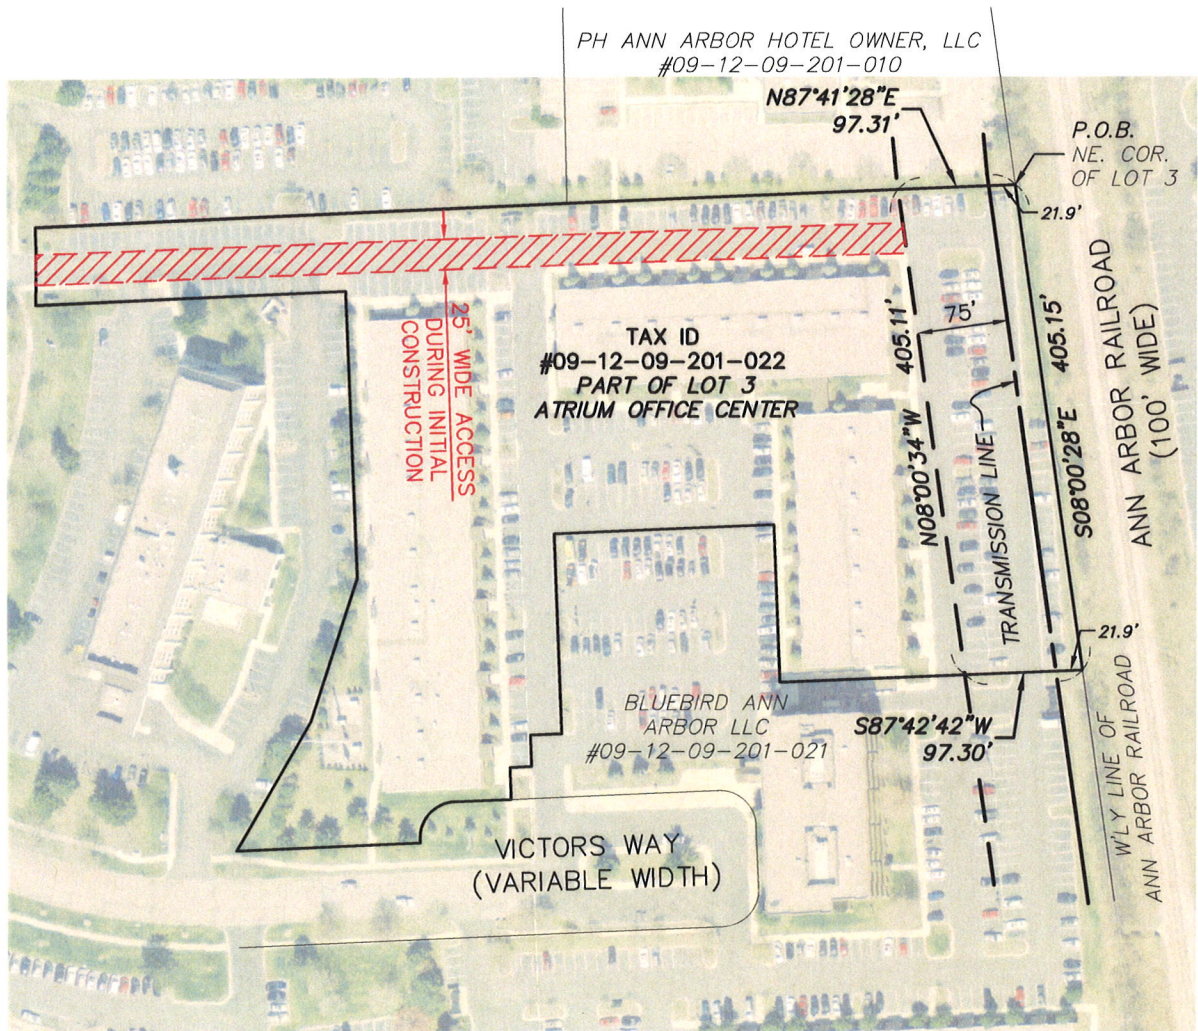 PH ANN ARBOR HOTEL OWNER, LLC
#09-12-09-201-010
N87°41'28"E
97.31'
P.O.B.
NE. COR.
OF LOT 3
21.9'
ANN ARBOR RAILROAD
(100' WIDE)
405.15'
S08°00'28"E
75'
405.11'
N08°00'34"W
TRANSMISSION LINE
25' WIDE ACCESS
DURING INITIAL
CONSTRUCTION
TAX ID
#09-12-09-201-022
PART OF LOT 3
ATRIUM OFFICE CENTER
21.9'
BLUEBIRD ANN
ARBOR LLC
#09-12-09-201-021
S87°42'42"W
97.30'
W'LY LINE OF
ANN ARBOR RAILROAD
VICTORS WAY
(VARIABLE WIDTH)